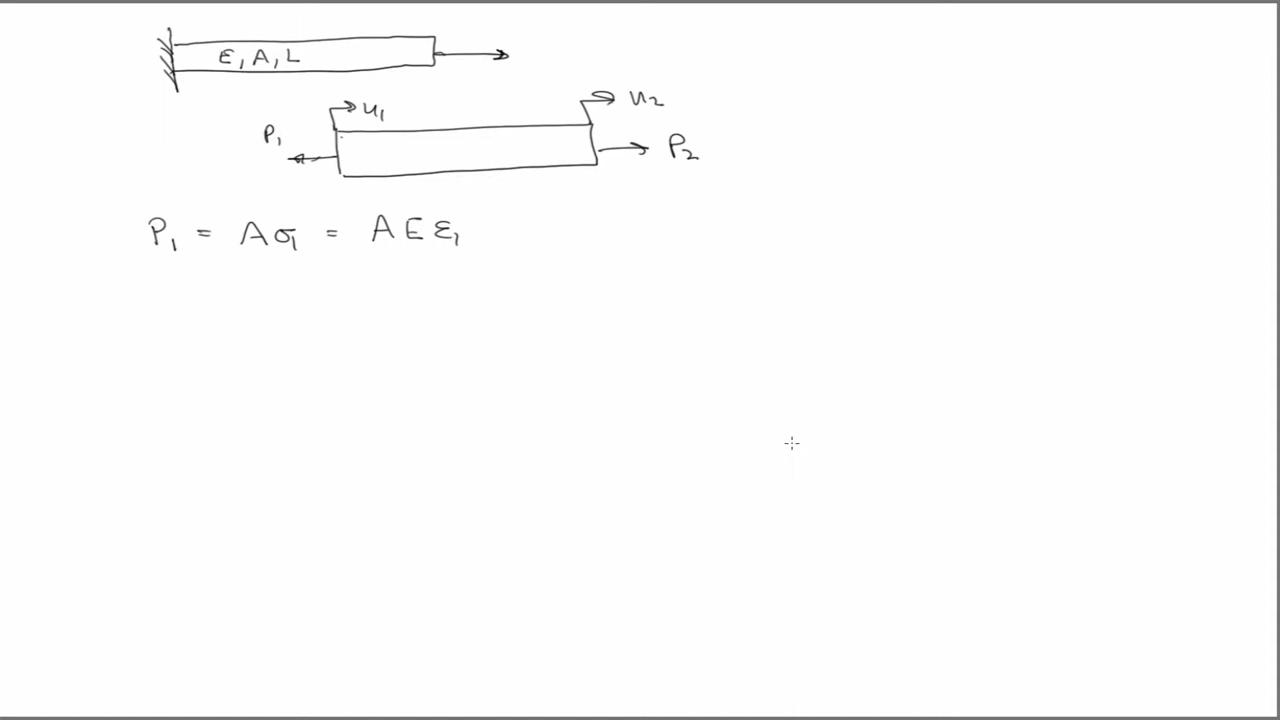 E, A, L
u₁
u₂
P₁
P₂
P₁ = Aσ₁ = AEε₁